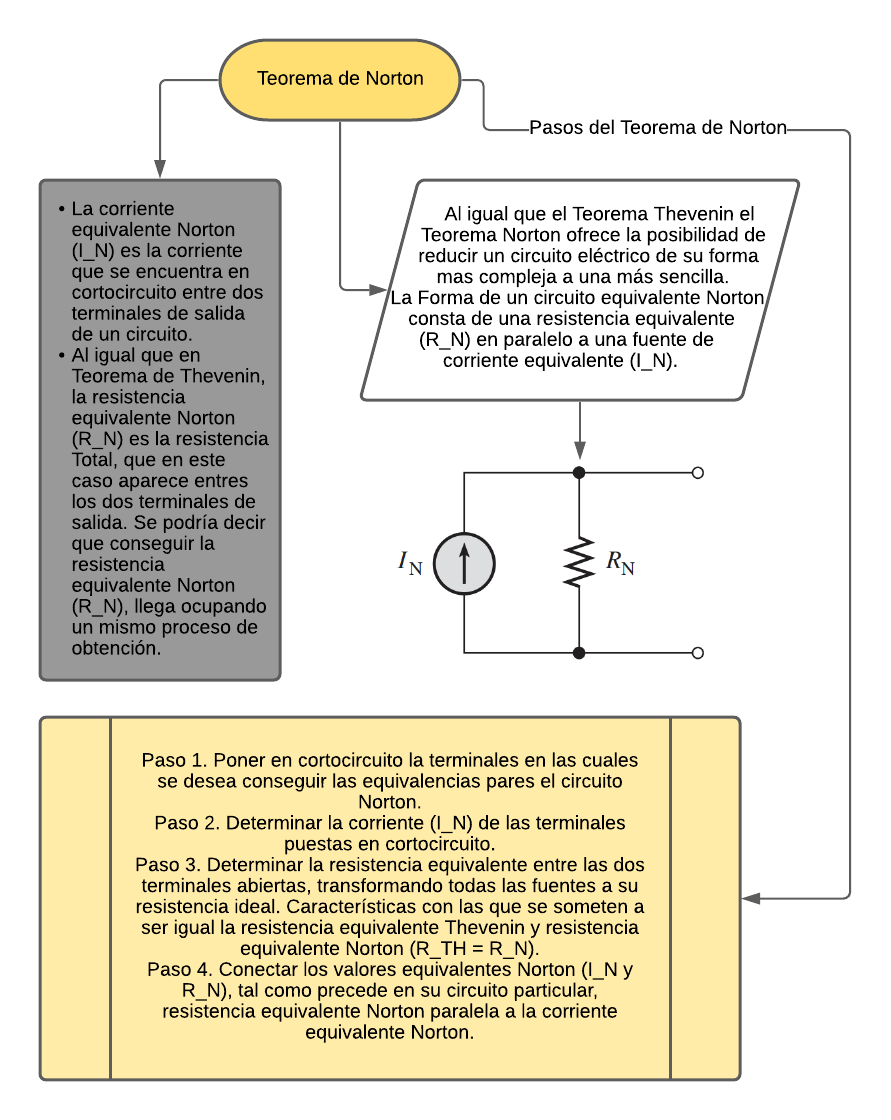 Teorema de Norton
Pasos del Teorema de Norton
• La corriente
equivalente Norton
(I_N) es la corriente
que se encuentra en
cortocircuito entre dos
terminales de salida
de un circuito.
• Al igual que en
Teorema de Thevenin,
la resistencia
equivalente Norton
(R_N) es la resistencia
Total, que en este
caso aparece entres
los dos terminales de
salida. Se podría decir
que conseguir la
resistencia
equivalente Norton
(R_N), llega ocupando
un mismo proceso de
obtención.
Al igual que el Teorema Thevenin el
Teorema Norton ofrece la posibilidad de
reducir un circuito eléctrico de su forma
mas compleja a una más sencilla.
La Forma de un circuito equivalente Norton
consta de una resistencia equivalente
(R_N) en paralelo a una fuente de
corriente equivalente (I_N).
I N
R N
Paso 1. Poner en cortocircuito la terminales en las cuales
se desea conseguir las equivalencias pares el circuito
Norton.
Paso 2. Determinar la corriente (I_N) de las terminales
puestas en cortocircuito.
Paso 3. Determinar la resistencia equivalente entre las dos
terminales abiertas, transformando todas las fuentes a su
resistencia ideal. Características con las que se someten a
ser igual la resistencia equivalente Thevenin y resistencia
equivalente Norton (R_TH = R_N).
Paso 4. Conectar los valores equivalentes Norton (I_N y
R_N), tal como precede en su circuito particular,
resistencia equivalente Norton paralela a la corriente
equivalente Norton.